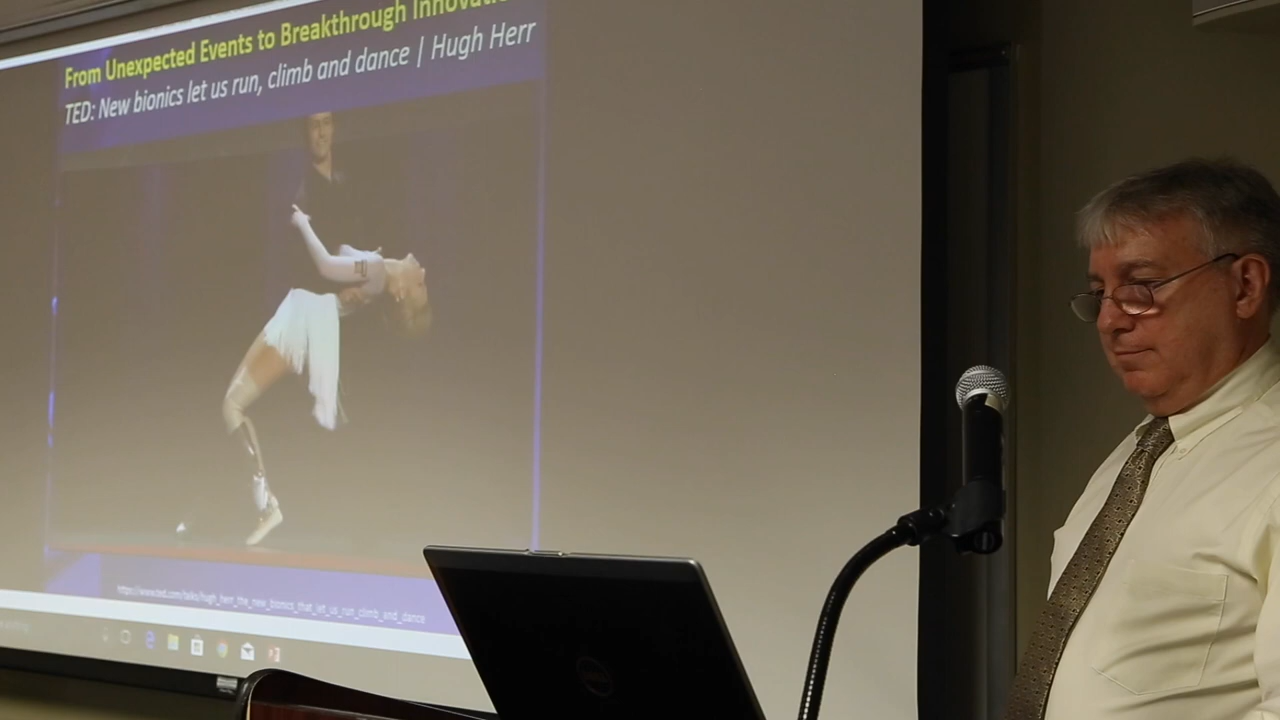 From Unexpected Events to Breakthrough Innovatio
TED: New bionics let us run, climb and dance | Hugh Herr
https://www.ted.com/talks/hugh_herr_the_new_bionics_that_let_us_run_climb_and_dance